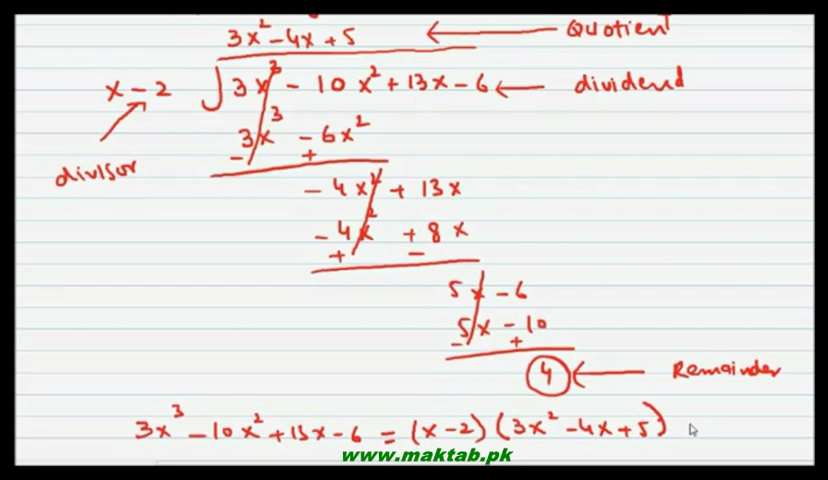 3x² - 4x + 5 ← Quotient
x - 2 √ 3x³ - 10x² + 13x - 6 ← dividend
3x³ - 6x²
- +
divisor
- 4x² + 13x
- 4x² + 8x
+ -
5x - 6
5x - 10
- +
4 ← Remainder
3x³ - 10x² + 13x - 6 = (x - 2) (3x² - 4x + 5)
www.maktab.pk